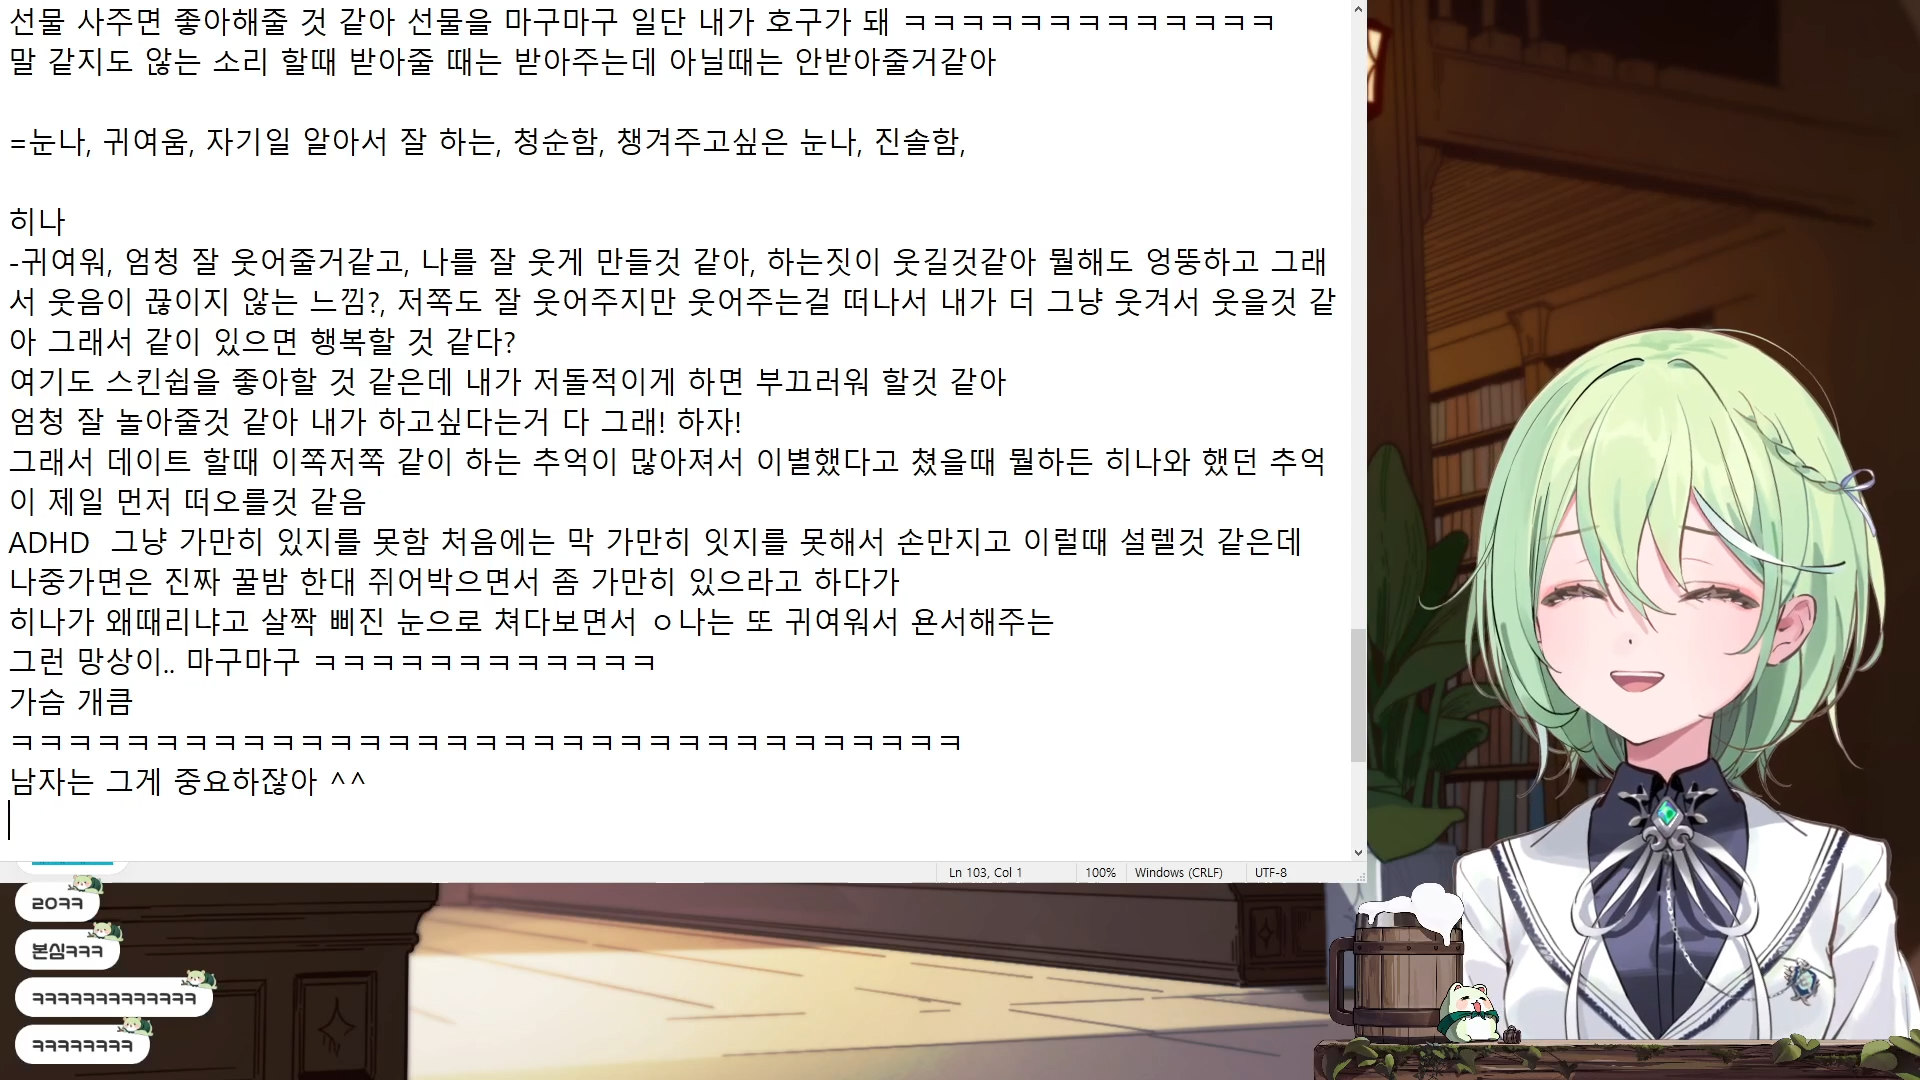 선물 사주면 좋아해줄 것 같아 선물을 마구마구 일단 내가 호구가 돼 ㅋㅋㅋㅋㅋㅋㅋㅋㅋㅋㅋㅋㅋ
말 같지도 않는 소리 할때 받아줄 때는 받아주는데 아닐때는 안받아줄거같아
=눈나, 귀여움, 자기일 알아서 잘 하는, 청순함, 챙겨주고싶은 눈나, 진솔함,
히나
-귀여워, 엄청 잘 웃어줄거같고, 나를 잘 웃게 만들것 같아, 하는짓이 웃길것같아 뭘해도 엉뚱하고 그래
서 웃음이 끊이지 않는 느낌?, 저쪽도 잘 웃어주지만 웃어주는걸 떠나서 내가 더 그냥 웃겨서 웃을것 같
아 그래서 같이 있으면 행복할 것 같다?
여기도 스킨쉽을 좋아할 것 같은데 내가 저돌적이게 하면 부끄러워 할것 같아
엄청 잘 놀아줄것 같아 내가 하고싶다는거 다 그래! 하자!
그래서 데이트 할때 이쪽저쪽 같이 하는 추억이 많아져서 이별했다고 쳤을때 뭘하든 히나와 했던 추억
이 제일 먼저 떠오를것 같음
ADHD  그냥 가만히 있지를 못함 처음에는 막 가만히 잇지를 못해서 손만지고 이럴때 설렐것 같은데
나중가면은 진짜 꿀밤 한대 쥐어박으면서 좀 가만히 있으라고 하다가
히나가 왜때리냐고 살짝 삐진 눈으로 쳐다보면서 ㅇ나는 또 귀여워서 욘서해주는
그런 망상이.. 마구마구 ㅋㅋㅋㅋㅋㅋㅋㅋㅋㅋㅋㅋ
가슴 개큼
ㅋㅋㅋㅋㅋㅋㅋㅋㅋㅋㅋㅋㅋㅋㅋㅋㅋㅋㅋㅋㅋㅋㅋㅋㅋㅋㅋㅋㅋㅋㅋㅋㅋ
남자는 그게 중요하잖아 ^^
Ln 103, Col 1
100%
Windows (CRLF)
UTF-8
20ㅋㅋ
본심ㅋㅋㅋ
ㅋㅋㅋㅋㅋㅋㅋㅋㅋㅋㅋㅋㅋ
ㅋㅋㅋㅋㅋㅋㅋㅋ